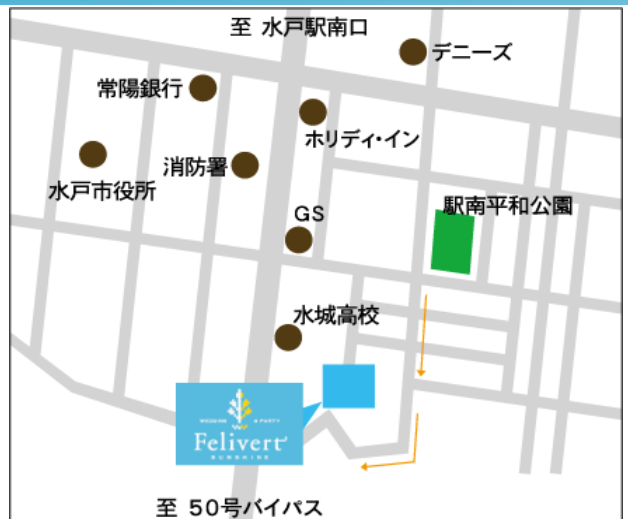 至 水戸駅南口
デニーズ
常陽銀行
ホリディ・イン
消防署
水戸市役所
駅南平和公園
GS
水城高校
WEDDING & PARTY
Felivert
SUNSHINE
至 50号バイパス